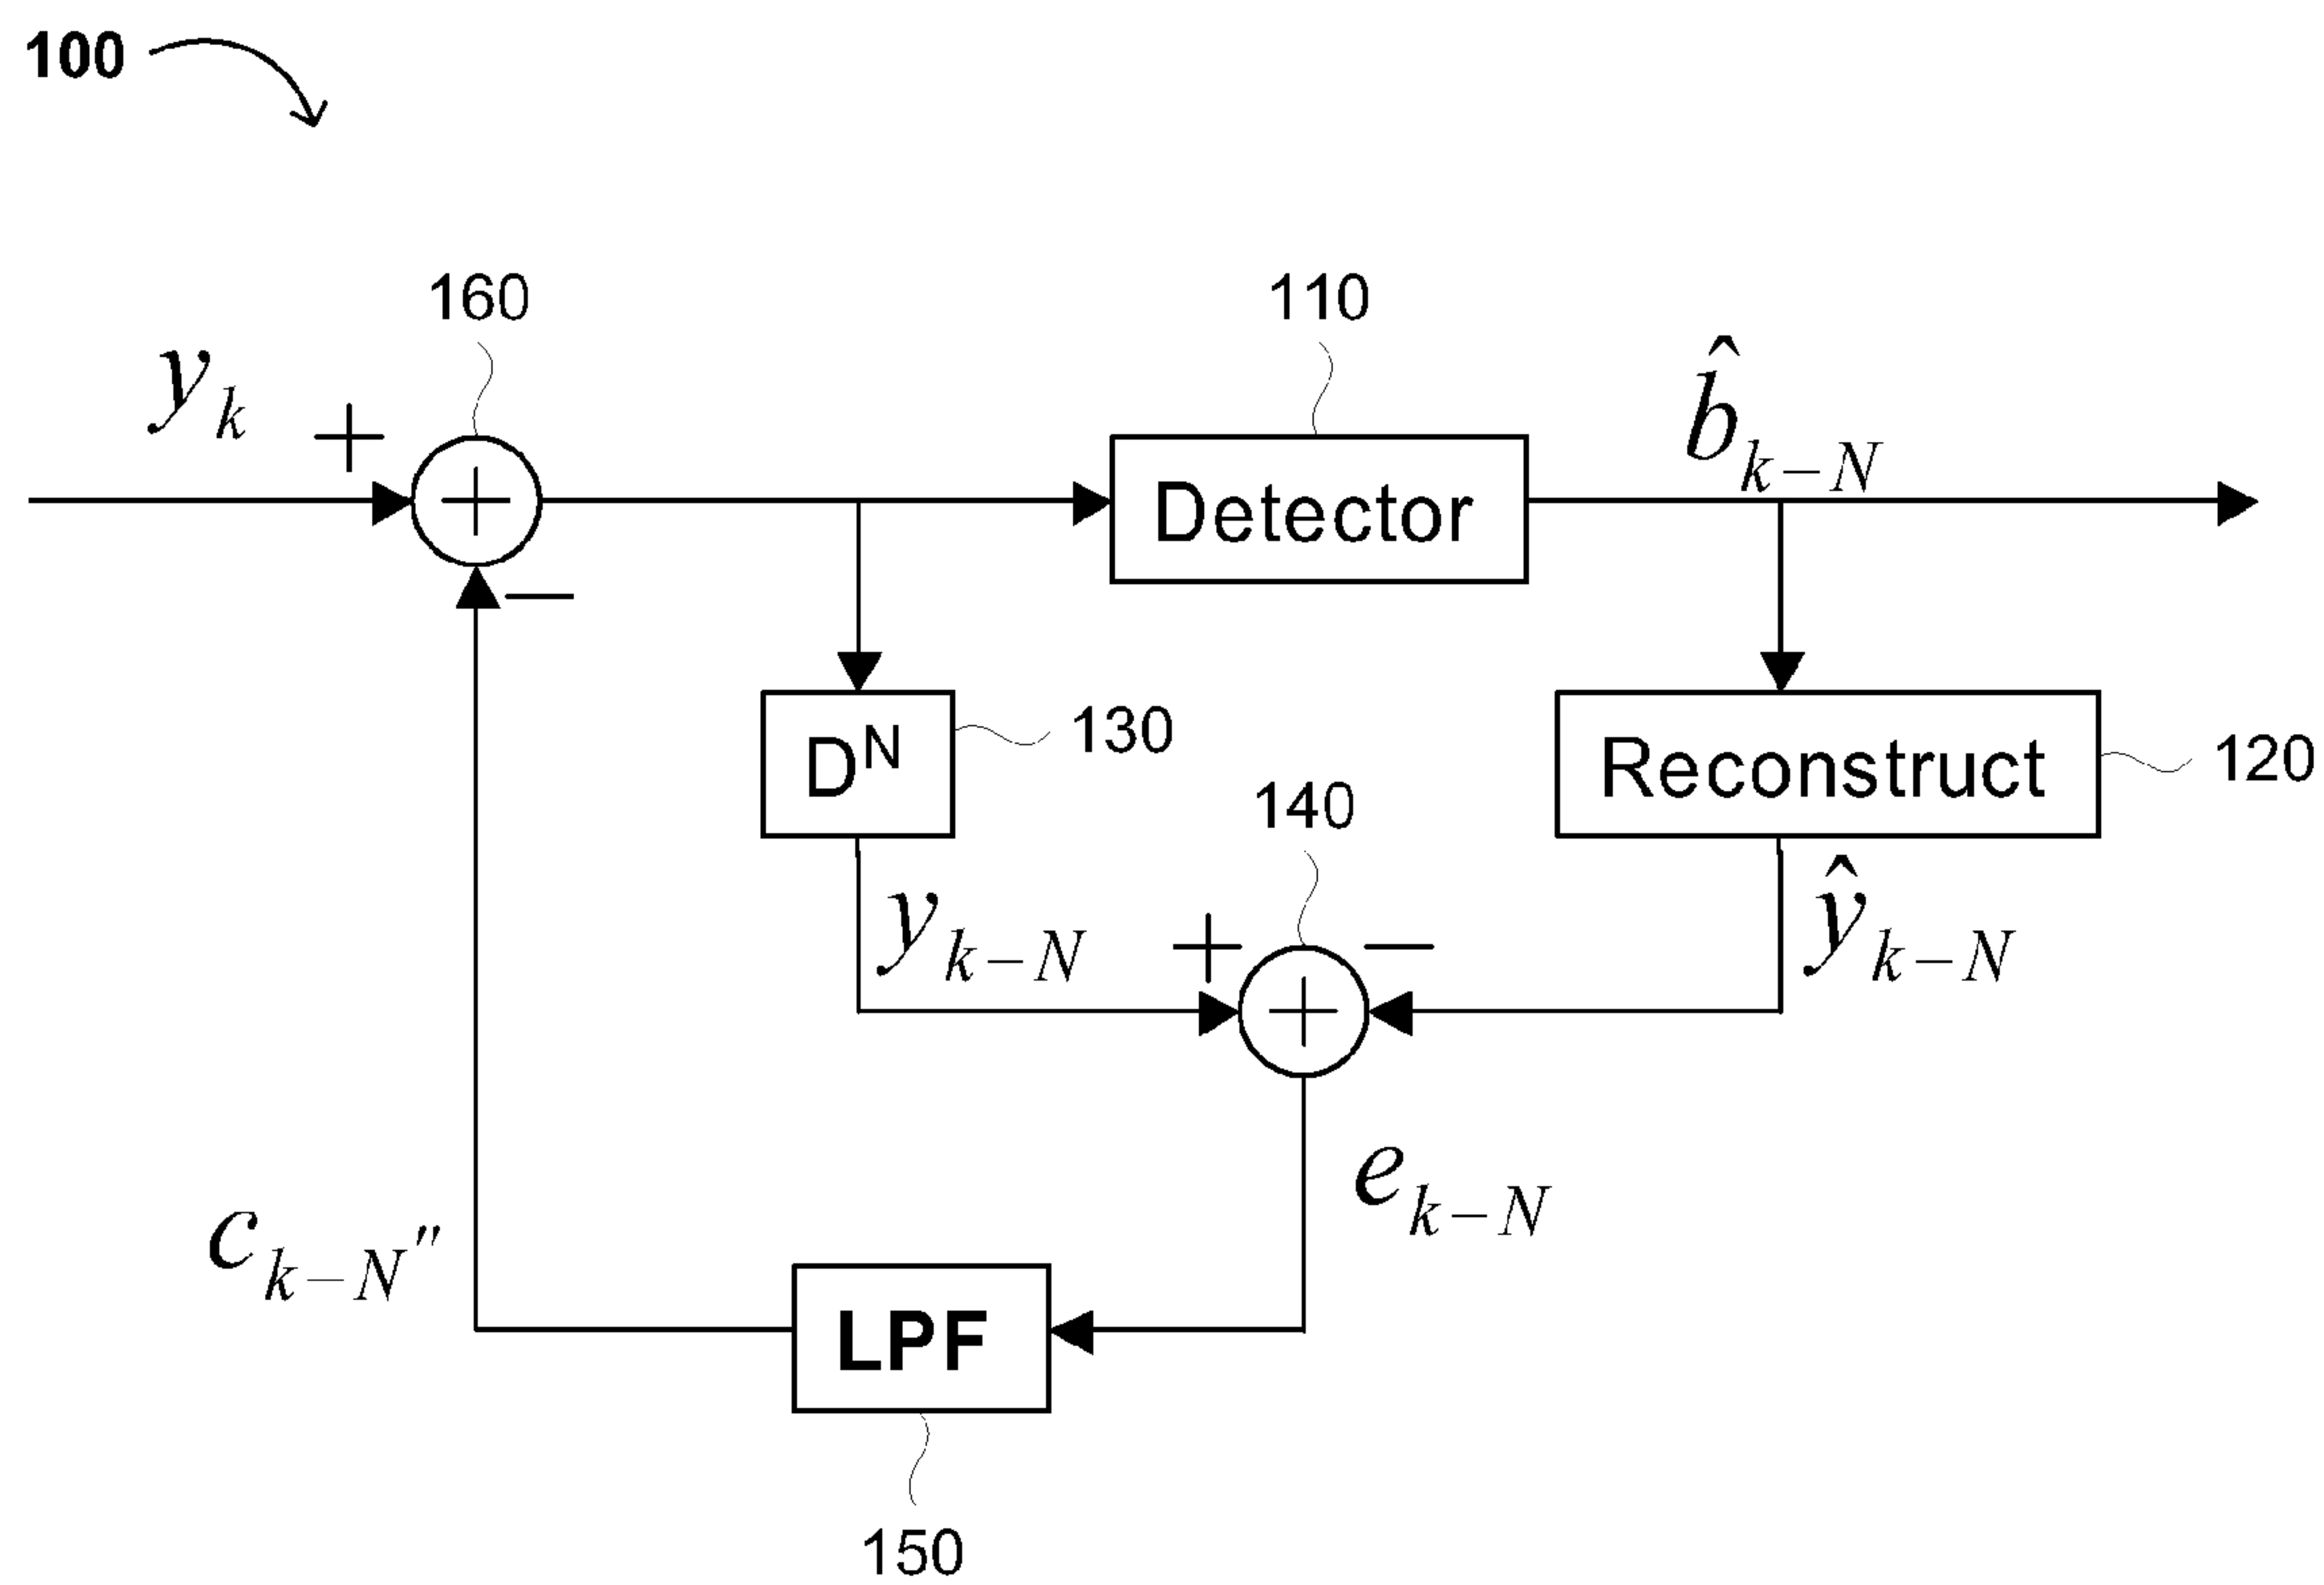 100
160
110
y_k
+
b̂_{k-N}
+
Detector
−
D^N
130
Reconstruct
120
140
y_{k-N}
+
−
ŷ_{k-N}
+
e_{k-N}
c_{k-N''}
LPF
150